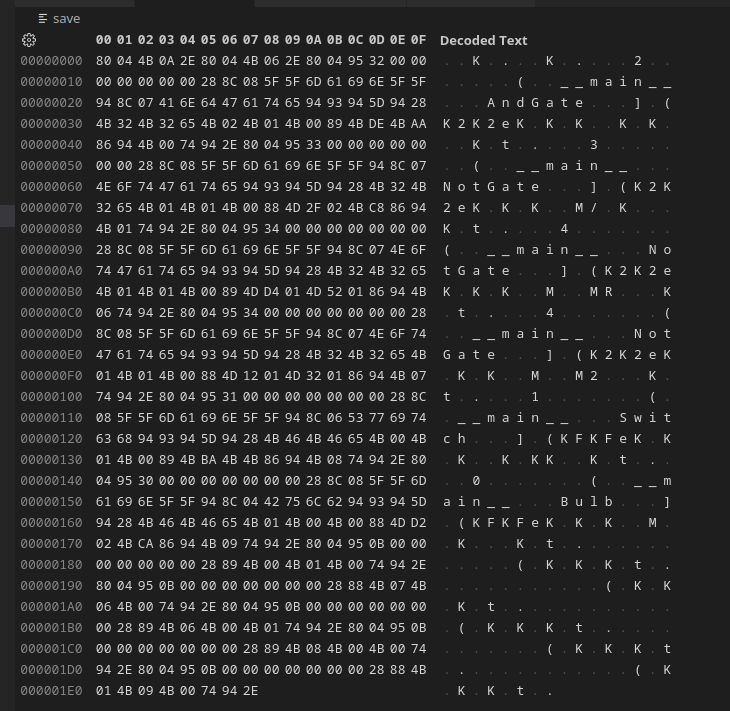 save
00 01 02 03 04 05 06 07 08 09 0A 0B 0C 0D 0E 0F Decoded Text
00000000 80 04 4B 0A 2E 80 04 4B 06 2E 80 04 95 32 00 00 . . K . . . . K . . . . . 2 . .
00000010 00 00 00 00 00 28 8C 08 5F 5F 6D 61 69 6E 5F 5F . . . . . ( . . _ _ m a i n _ _
00000020 94 8C 07 41 6E 64 47 61 74 65 94 93 94 5D 94 28 . . . A n d G a t e . . . ] . (
00000030 4B 32 4B 32 65 4B 02 4B 01 4B 00 89 4B DE 4B AA K 2 K 2 e K . K . K . . K . K .
00000040 86 94 4B 00 74 94 2E 80 04 95 33 00 00 00 00 00 . . K . t . . . . . 3 . . . . .
00000050 00 00 28 8C 08 5F 5F 6D 61 69 6E 5F 5F 94 8C 07 . . ( . . _ _ m a i n _ _ . . .
00000060 4E 6F 74 47 61 74 65 94 93 94 5D 94 28 4B 32 4B N o t G a t e . . . ] . ( K 2 K
00000070 32 65 4B 01 4B 01 4B 00 88 4D 2F 02 4B C8 86 94 2 e K . K . K . . M / . K . . .
00000080 4B 01 74 94 2E 80 04 95 34 00 00 00 00 00 00 00 K . t . . . . . 4 . . . . . . .
00000090 28 8C 08 5F 5F 6D 61 69 6E 5F 5F 94 8C 07 4E 6F ( . . _ _ m a i n _ _ . . . N o
000000A0 74 47 61 74 65 94 93 94 5D 94 28 4B 32 4B 32 65 t G a t e . . . ] . ( K 2 K 2 e
000000B0 4B 01 4B 01 4B 00 89 4D D4 01 4D 52 01 86 94 4B K . K . K . . M . . M R . . . K
000000C0 06 74 94 2E 80 04 95 34 00 00 00 00 00 00 00 28 . t . . . . . 4 . . . . . . . (
000000D0 8C 08 5F 5F 6D 61 69 6E 5F 5F 94 8C 07 4E 6F 74 . . _ _ m a i n _ _ . . . N o t
000000E0 47 61 74 65 94 93 94 5D 94 28 4B 32 4B 32 65 4B G a t e . . . ] . ( K 2 K 2 e K
000000F0 01 4B 01 4B 00 88 4D 12 01 4D 32 01 86 94 4B 07 . K . K . . M . . M 2 . . . K .
00000100 74 94 2E 80 04 95 31 00 00 00 00 00 00 00 28 8C t . . . . . 1 . . . . . . . ( .
00000110 08 5F 5F 6D 61 69 6E 5F 5F 94 8C 06 53 77 69 74 . _ _ m a i n _ _ . . . S w i t
00000120 63 68 94 93 94 5D 94 28 4B 46 4B 46 65 4B 00 4B c h . . . ] . ( K F K F e K . K
00000130 01 4B 00 89 4B BA 4B 4B 86 94 4B 08 74 94 2E 80 . K . . K . K K . . K . t . . .
00000140 04 95 30 00 00 00 00 00 00 00 28 8C 08 5F 5F 6D . . 0 . . . . . . . ( . . _ _ m
00000150 61 69 6E 5F 5F 94 8C 04 42 75 6C 62 94 93 94 5D a i n _ _ . . . B u l b . . . ]
00000160 94 28 4B 46 4B 46 65 4B 01 4B 00 4B 00 88 4D D2 . ( K F K F e K . K . K . . M .
00000170 02 4B CA 86 94 4B 09 74 94 2E 80 04 95 0B 00 00 . K . . . K . t . . . . . . . .
00000180 00 00 00 00 00 28 89 4B 00 4B 01 4B 00 74 94 2E . . . . . ( . K . K . K . t . .
00000190 80 04 95 0B 00 00 00 00 00 00 00 28 88 4B 07 4B . . . . . . . . . . . ( . K . K
000001A0 06 4B 00 74 94 2E 80 04 95 0B 00 00 00 00 00 00 . K . t . . . . . . . . . . . .
000001B0 00 28 89 4B 06 4B 00 4B 01 74 94 2E 80 04 95 0B . ( . K . K . K . t . . . . . .
000001C0 00 00 00 00 00 00 00 28 89 4B 08 4B 00 4B 00 74 . . . . . . . ( . K . K . K . t
000001D0 94 2E 80 04 95 0B 00 00 00 00 00 00 00 28 88 4B . . . . . . . . . . . . . ( . K
000001E0 01 4B 09 4B 00 74 94 2E . K . K . t . .